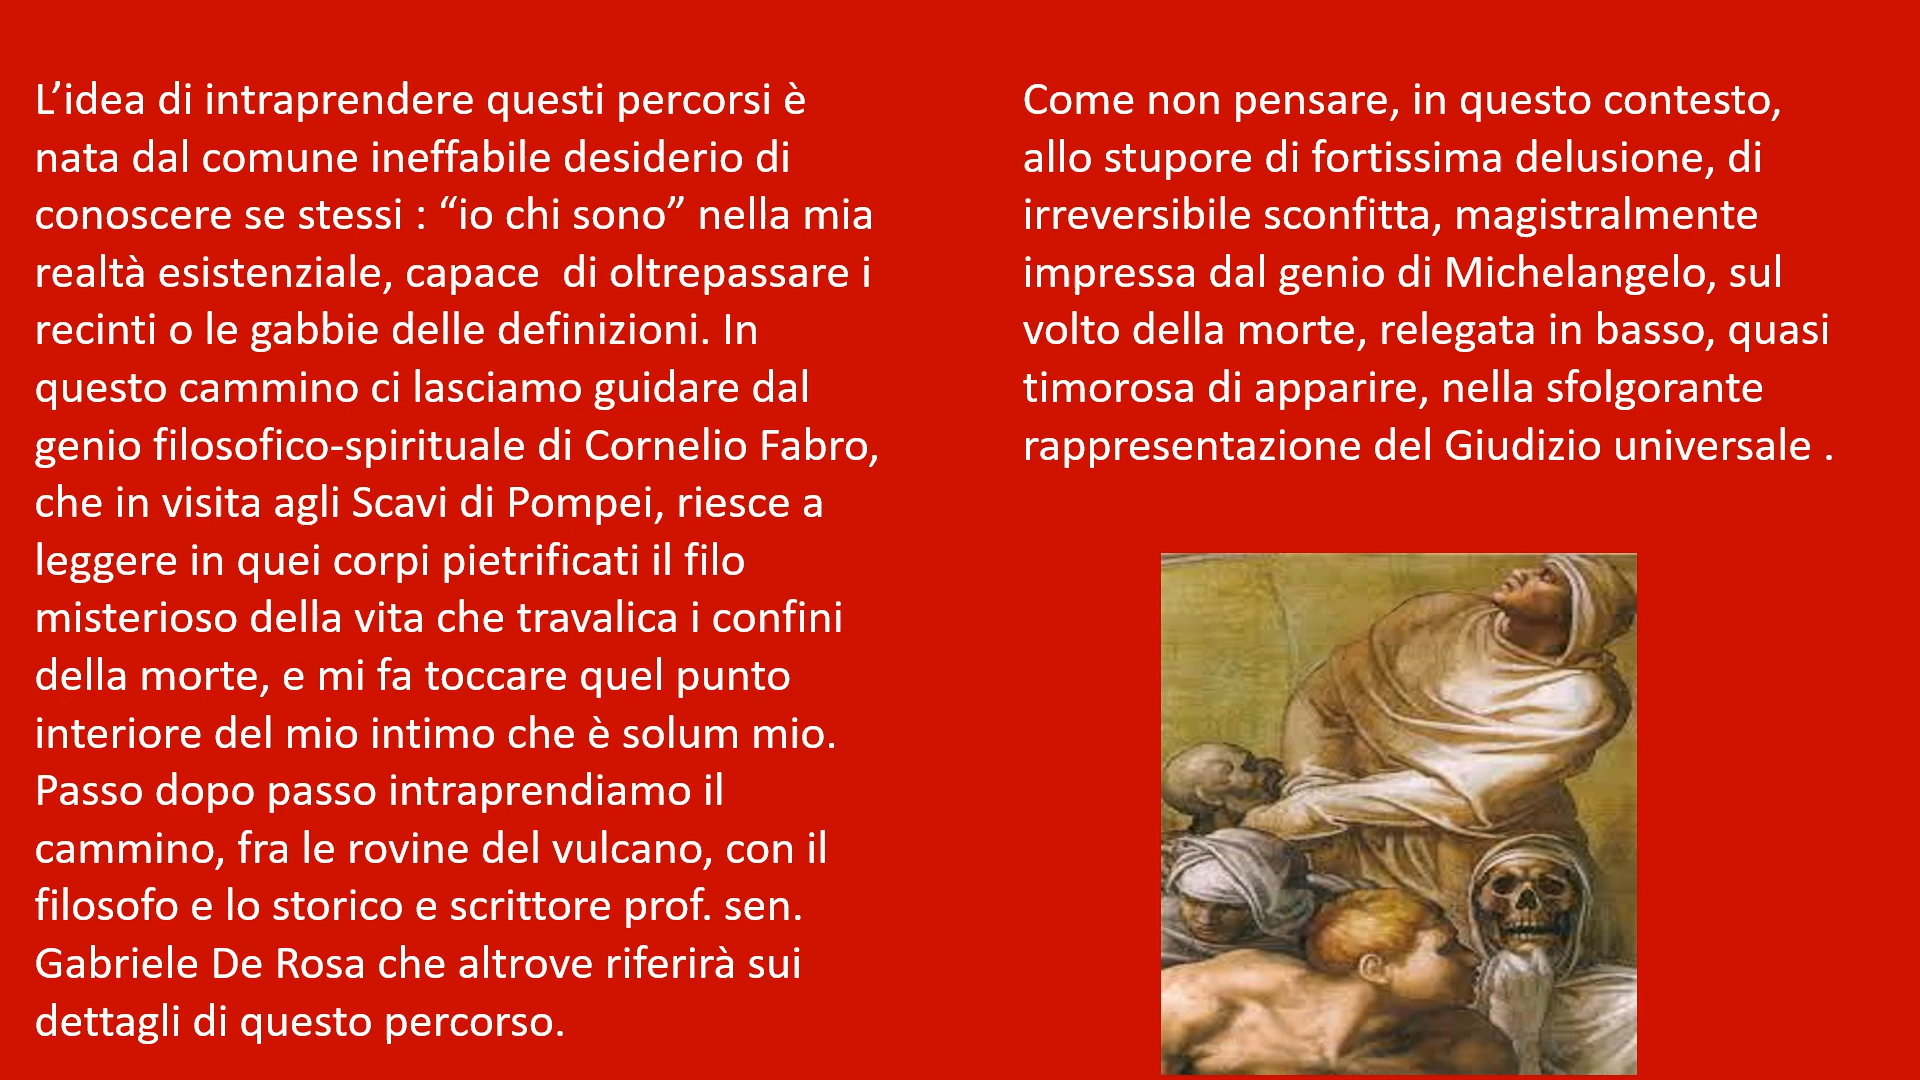 L’idea di intraprendere questi percorsi è
nata dal comune ineffabile desiderio di
conoscere se stessi : “io chi sono” nella mia
realtà esistenziale, capace  di oltrepassare i
recinti o le gabbie delle definizioni. In
questo cammino ci lasciamo guidare dal
genio filosofico-spirituale di Cornelio Fabro,
che in visita agli Scavi di Pompei, riesce a
leggere in quei corpi pietrificati il filo
misterioso della vita che travalica i confini
della morte, e mi fa toccare quel punto
interiore del mio intimo che è solum mio.
Passo dopo passo intraprendiamo il
cammino, fra le rovine del vulcano, con il
filosofo e lo storico e scrittore prof. sen.
Gabriele De Rosa che altrove riferirà sui
dettagli di questo percorso.
Come non pensare, in questo contesto,
allo stupore di fortissima delusione, di
irreversibile sconfitta, magistralmente
impressa dal genio di Michelangelo, sul
volto della morte, relegata in basso, quasi
timorosa di apparire, nella sfolgorante
rappresentazione del Giudizio universale .